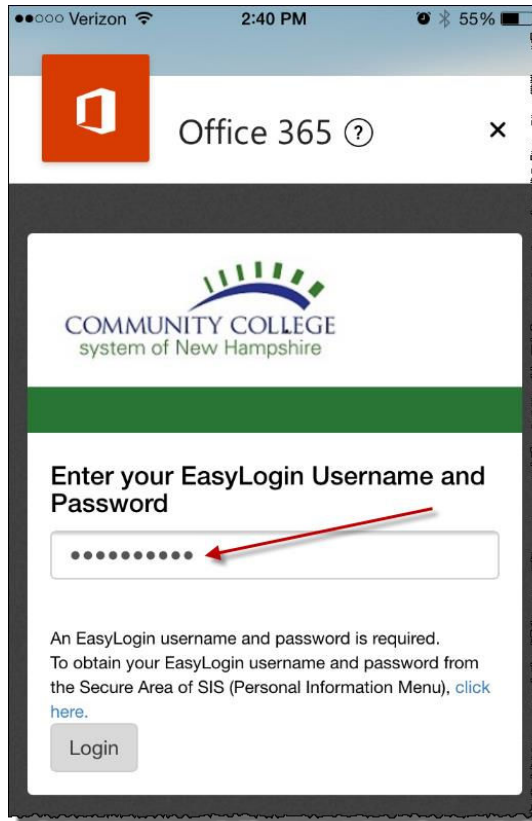 Verizon 2:40 PM 55%
Office 365 ? ×
COMMUNITY COLLEGE
system of New Hampshire
Enter your EasyLogin Username and
Password
••••••••••
An EasyLogin username and password is required.
To obtain your EasyLogin username and password from
the Secure Area of SIS (Personal Information Menu), click
here.
Login